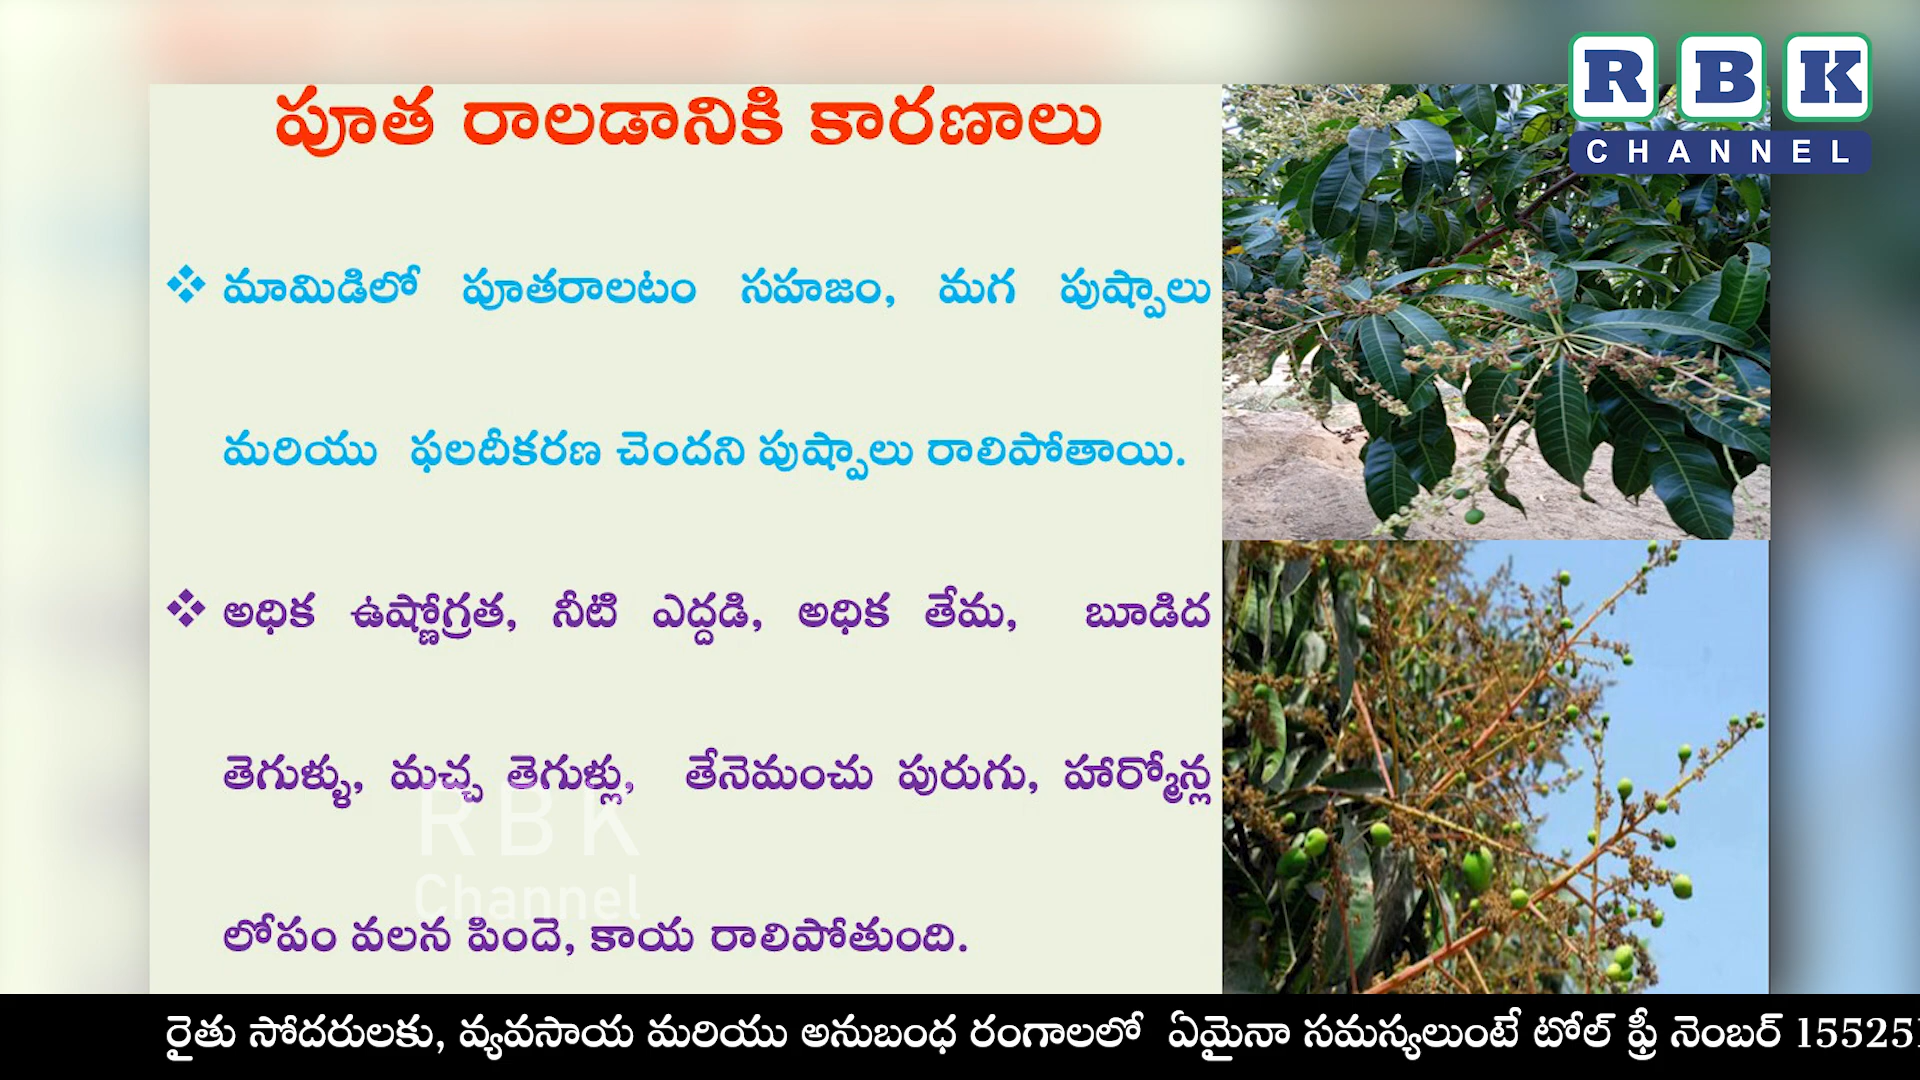 RBK
CHANNEL
పూత రాలడానికి కారణాలు
❖ మామిడిలో పూతరాలటం సహజం, మగ పుష్పాలు
మరియు ఫలదీకరణ చెందని పుష్పాలు రాలిపోతాయి.
❖ అధిక ఉష్ణోగ్రత, నీటి ఎద్దడి, అధిక తేమ, బూడిద
తెగుళ్ళు, మచ్చ తెగుళ్లు, తేనెమంచు పురుగు, హార్మోన్ల
RBK
Channel
లోపం వలన పిందె, కాయ రాలిపోతుంది.
రైతు సోదరులకు, వ్యవసాయ మరియు అనుబంధ రంగాలలో ఏమైనా సమస్యలుంటే టోల్ ఫ్రీ నెంబర్ 155251